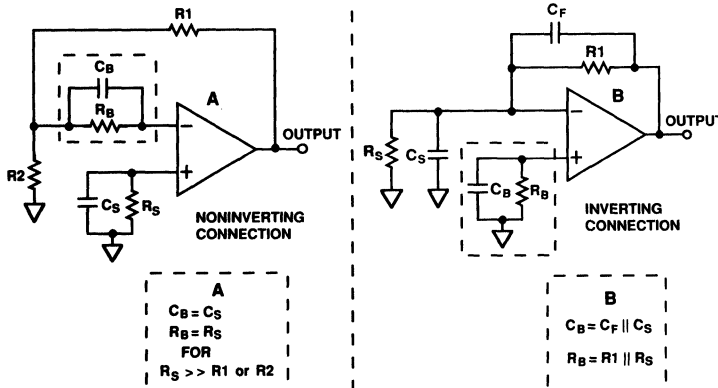 R1
CB
A
RB
−
OUTPUT
R2
+
CS
RS
NONINVERTING
CONNECTION
A
CB = CS
RB = RS
FOR
RS >> R1 or R2
CF
R1
B
−
OUTPUT
RS
CS
+
CB
RB
INVERTING
CONNECTION
B
CB = CF || CS
RB = R1 || RS